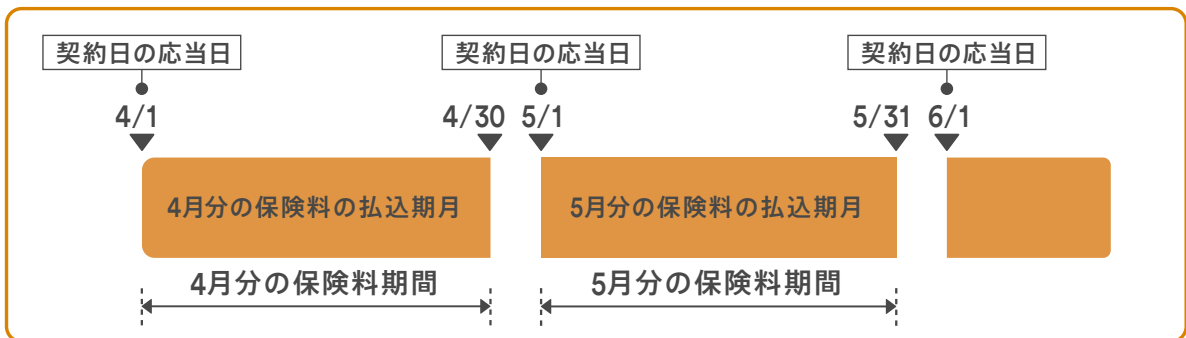 契約日の応当日 契約日の応当日 契約日の応当日
4/1 4/30 5/1 5/31 6/1
4月分の保険料の払込期月 5月分の保険料の払込期月
4月分の保険料期間 5月分の保険料期間